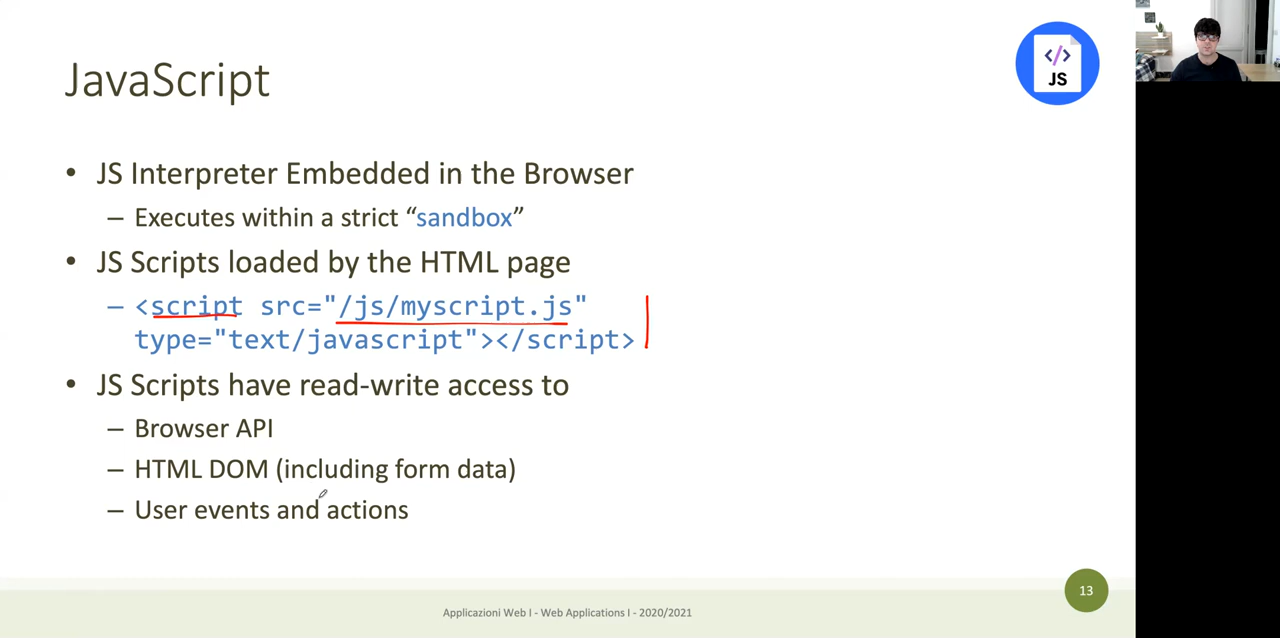 JavaScript
</>
JS
• JS Interpreter Embedded in the Browser
– Executes within a strict “sandbox”
• JS Scripts loaded by the HTML page
– <script src="/js/myscript.js"
type="text/javascript"></script>
• JS Scripts have read-write access to
– Browser API
– HTML DOM (including form data)
– User events and actions
13
Applicazioni Web I - Web Applications I - 2020/2021